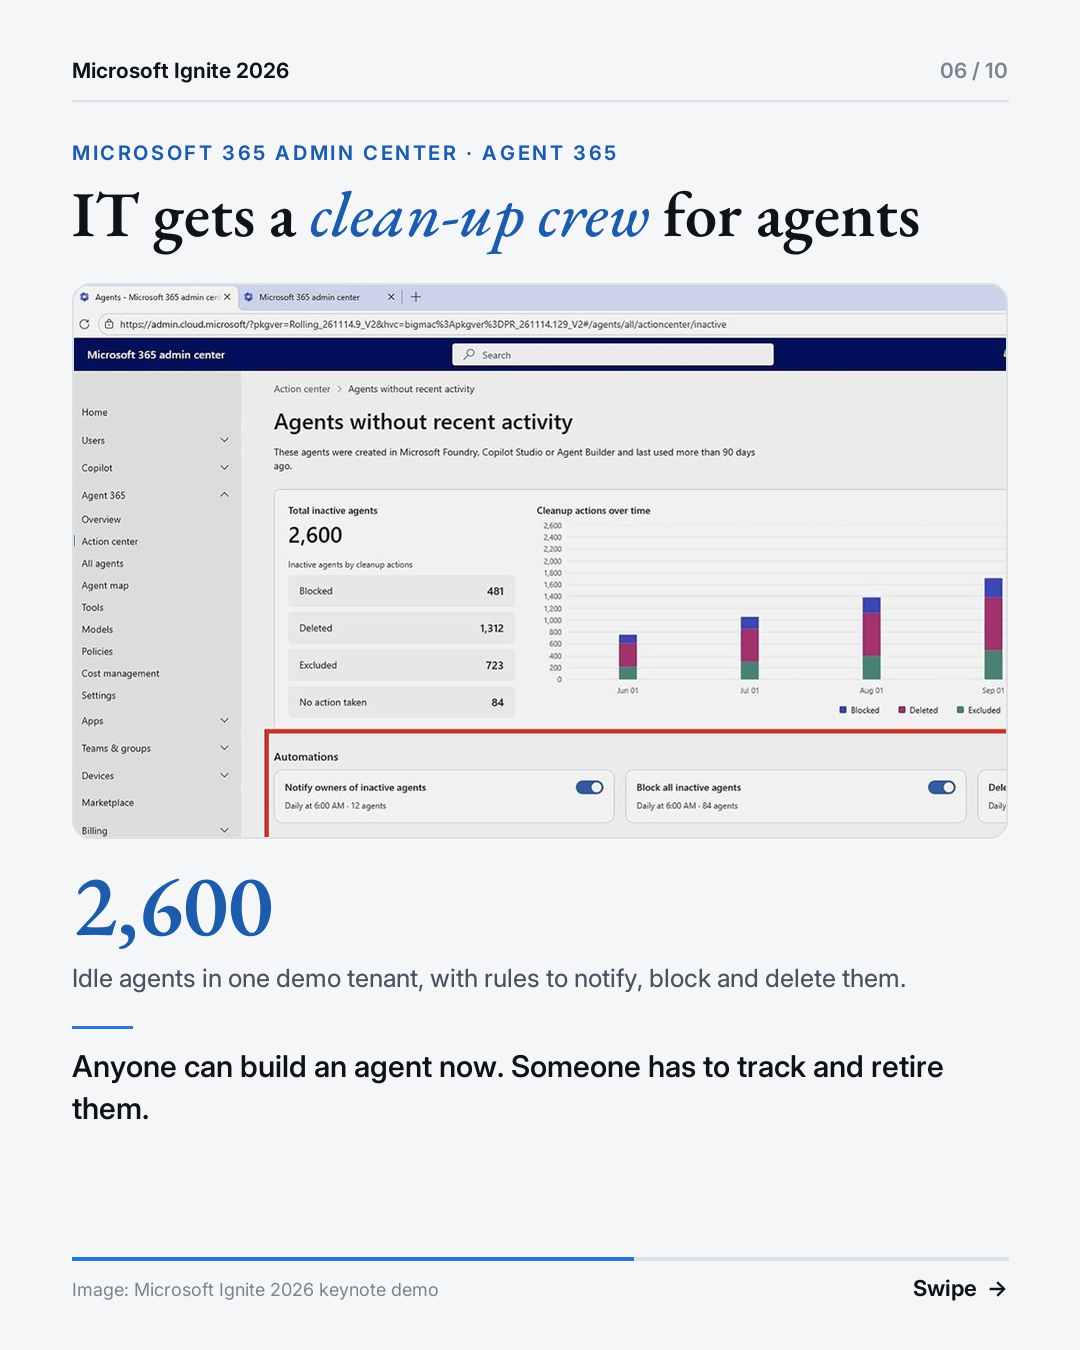 Microsoft Ignite 2026
06 / 10
MICROSOFT 365 ADMIN CENTER · AGENT 365
IT gets a clean-up crew for agents
Agents - Microsoft 365 admin cen
Microsoft 365 admin center
https://admin.cloud.microsoft/?pkgver=Rolling_261114.9_V2&hvc=bigmac%3Apkgver%3DPR_261114.129_V2#/agents/all/actioncenter/inactive
Microsoft 365 admin center
Search
Home
Users
Copilot
Agent 365
Overview
Action center
All agents
Agent map
Tools
Models
Policies
Cost management
Settings
Apps
Teams & groups
Devices
Marketplace
Billing
Action center > Agents without recent activity
Agents without recent activity
These agents were created in Microsoft Foundry, Copilot Studio or Agent Builder and last used more than 90 days
ago.
Total inactive agents
2,600
Inactive agents by cleanup actions
Blocked 481
Deleted 1,312
Excluded 723
No action taken 84
Cleanup actions over time
2,600
2,400
2,200
2,000
1,800
1,600
1,400
1,200
1,000
800
600
400
200
0
Jun 01 Jul 01 Aug 01 Sep 01
Blocked Deleted Excluded
Automations
Notify owners of inactive agents
Daily at 6:00 AM - 12 agents
Block all inactive agents
Daily at 6:00 AM - 84 agents
Dele
Daily
2,600
Idle agents in one demo tenant, with rules to notify, block and delete them.
Anyone can build an agent now. Someone has to track and retire
them.
Image: Microsoft Ignite 2026 keynote demo
Swipe →